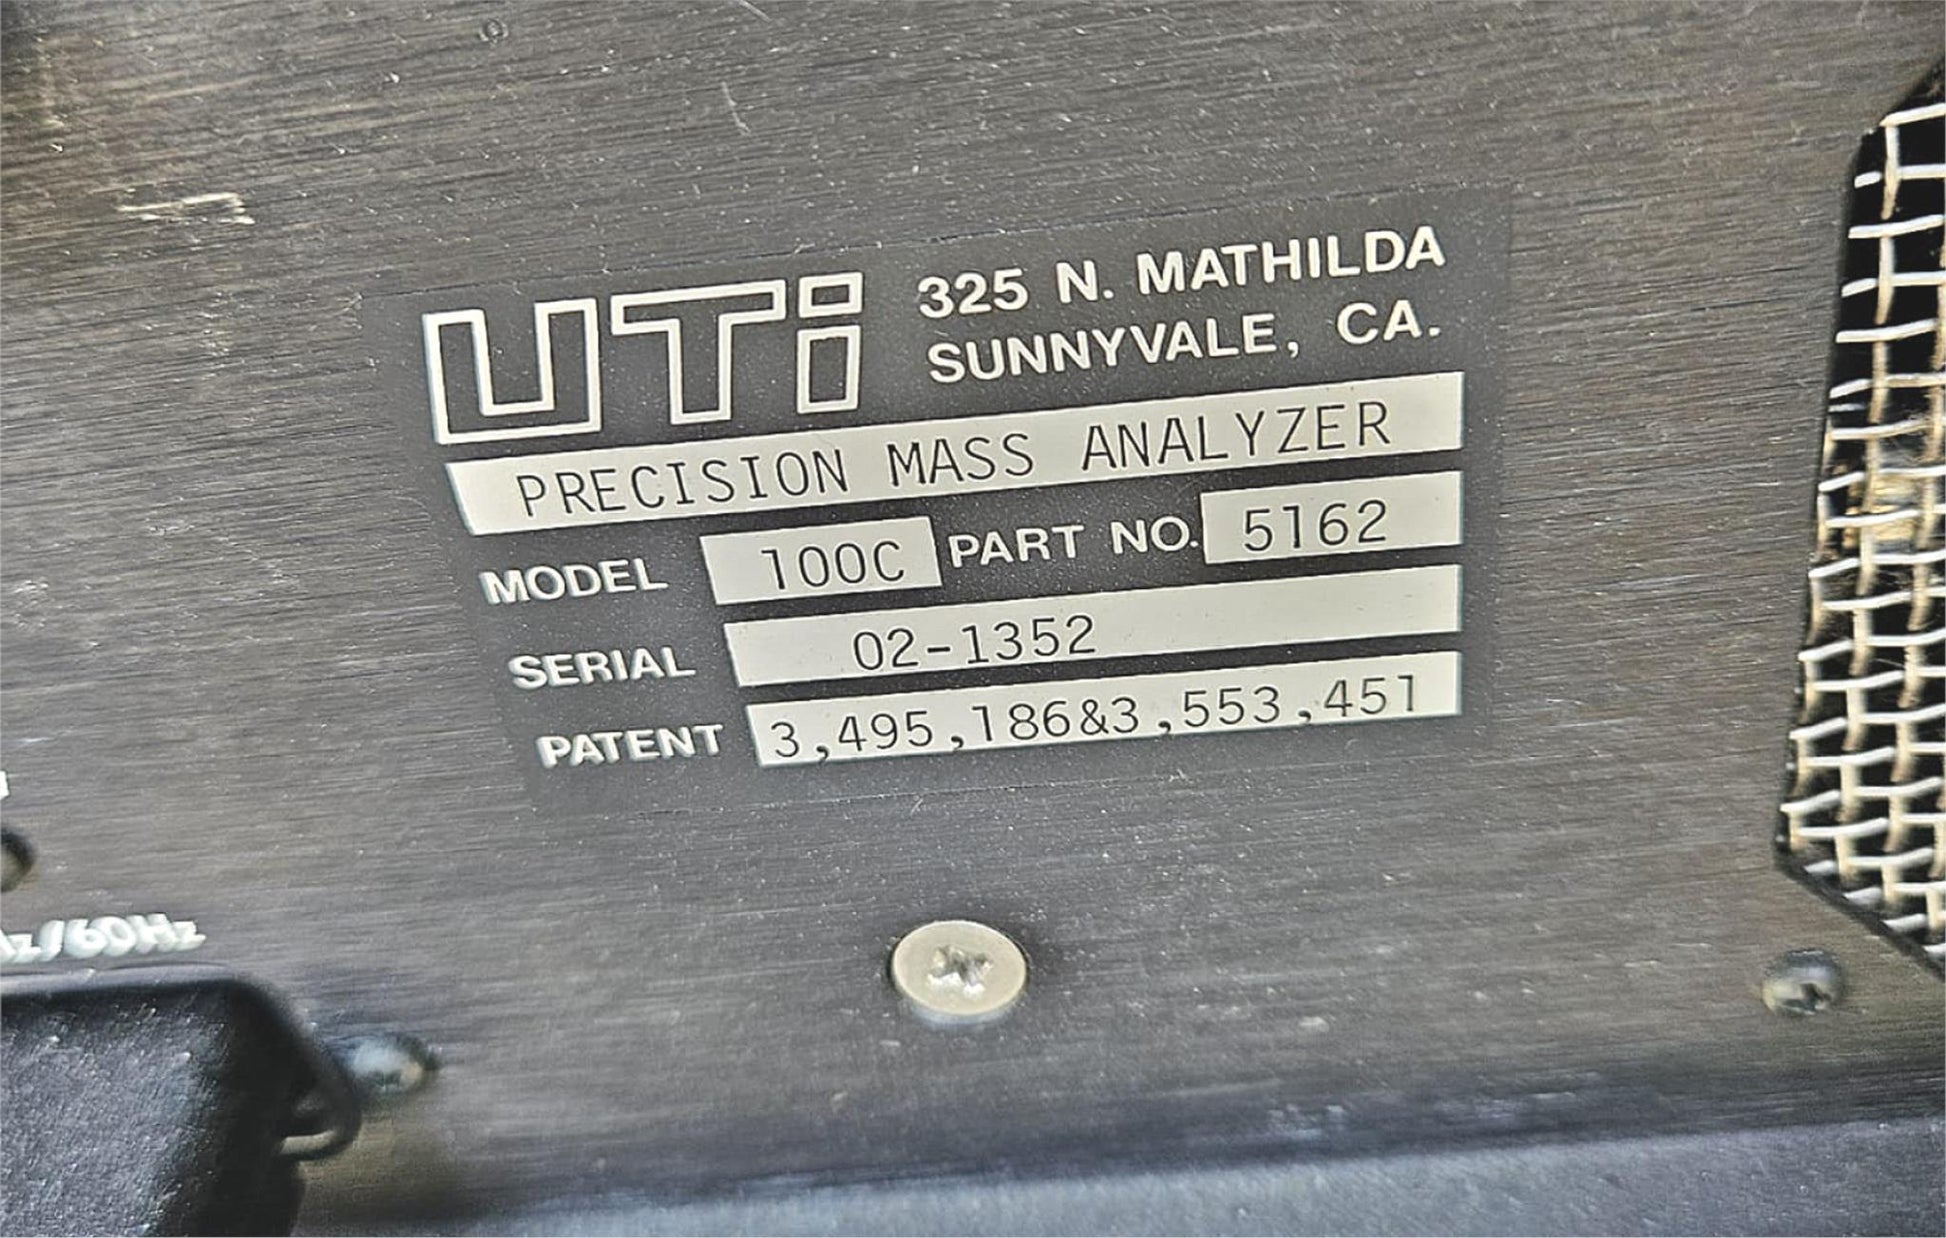 UTi 325 N. MATHILDA
SUNNYVALE, CA.
PRECISION MASS ANALYZER
MODEL 100C PART NO. 5162
SERIAL 02-1352
PATENT 3,495,186&3,553,451
/60Hz